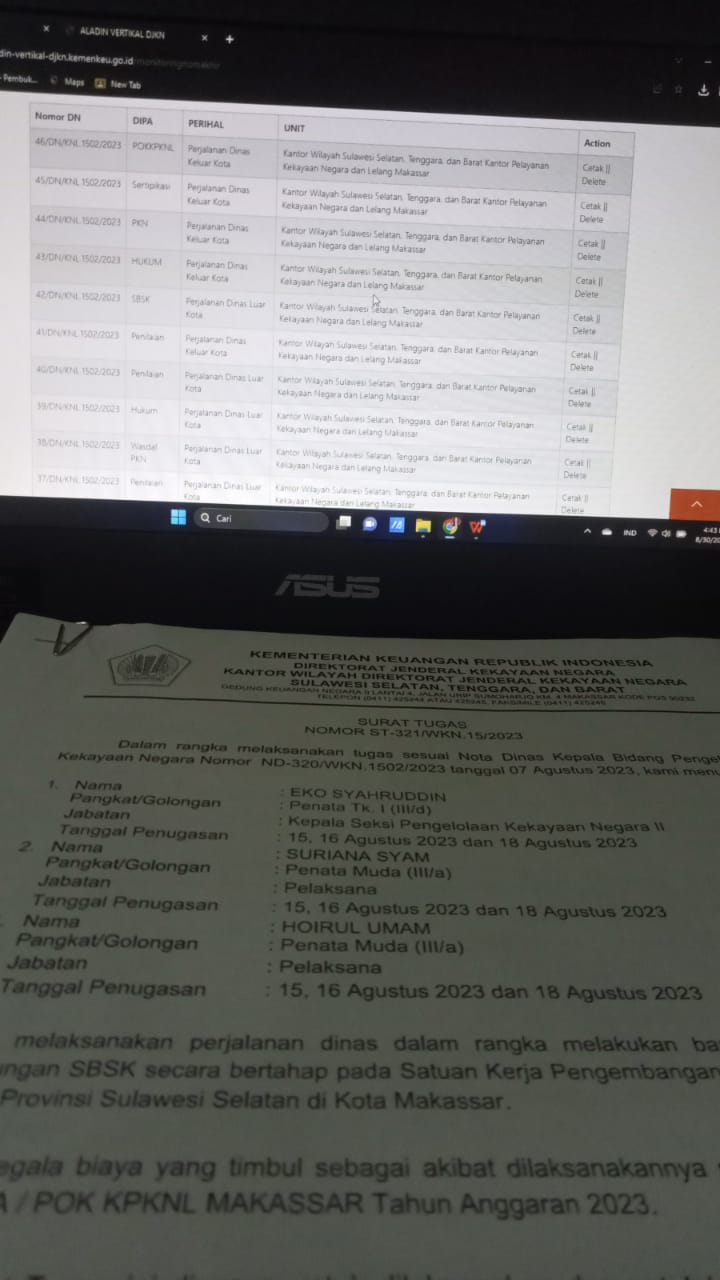 ALADIN VERTIKAL DJKN
din-vertikal-djkn.kemenkeu.go.id
Pembuk... Maps New Tab
Nomor DN DIPA PERIHAL UNIT Action
46/DN/KNL.1502/2023 POKKPKNL Perjalanan Dinas Keluar Kota Kantor Wilayah Sulawesi Selatan, Tenggara, dan Barat Kantor Pelayanan Kekayaan Negara dan Lelang Makassar Cetak || Delete
45/DN/KNL.1502/2023 Sertipikasi Perjalanan Dinas Keluar Kota Kantor Wilayah Sulawesi Selatan, Tenggara, dan Barat Kantor Pelayanan Kekayaan Negara dan Lelang Makassar Cetak || Delete
44/DN/KNL.1502/2023 PKN Perjalanan Dinas Keluar Kota Kantor Wilayah Sulawesi Selatan, Tenggara, dan Barat Kantor Pelayanan Kekayaan Negara dan Lelang Makassar Cetak || Delete
43/DN/KNL.1502/2023 HUKUM Perjalanan Dinas Keluar Kota Kantor Wilayah Sulawesi Selatan, Tenggara, dan Barat Kantor Pelayanan Kekayaan Negara dan Lelang Makassar Cetak || Delete
42/DN/KNL.1502/2023 SBSK Perjalanan Dinas Luar Kota Kantor Wilayah Sulawesi Selatan, Tenggara, dan Barat Kantor Pelayanan Kekayaan Negara dan Lelang Makassar Cetak || Delete
41/DN/KNL.1502/2023 Penilaian Perjalanan Dinas Keluar Kota Kantor Wilayah Sulawesi Selatan, Tenggara, dan Barat Kantor Pelayanan Kekayaan Negara dan Lelang Makassar Cetak || Delete
40/DN/KNL.1502/2023 Penilaian Perjalanan Dinas Luar Kota Kantor Wilayah Sulawesi Selatan, Tenggara, dan Barat Kantor Pelayanan Kekayaan Negara dan Lelang Makassar Cetak || Delete
39/DN/KNL.1502/2023 Hukum Perjalanan Dinas Luar Kota Kantor Wilayah Sulawesi Selatan, Tenggara, dan Barat Kantor Pelayanan Kekayaan Negara dan Lelang Makassar Cetak || Delete
38/DN/KNL.1502/2023 Wasdal PKN Perjalanan Dinas Luar Kota Kantor Wilayah Sulawesi Selatan, Tenggara, dan Barat Kantor Pelayanan Kekayaan Negara dan Lelang Makassar Cetak || Delete
37/DN/KNL.1502/2023 Penilaian Perjalanan Dinas Luar Kota Kantor Wilayah Sulawesi Selatan, Tenggara, dan Barat Kantor Pelayanan Kekayaan Negara dan Lelang Makassar Cetak || Delete
Cari IND 4:43
8/30/20
ASUS
KEMENTERIAN KEUANGAN REPUBLIK INDONESIA
DIREKTORAT JENDERAL KEKAYAAN NEGARA
KANTOR WILAYAH DIREKTORAT JENDERAL KEKAYAAN NEGARA
SULAWESI SELATAN, TENGGARA, DAN BARAT
GEDUNG KEUANGAN NEGARA II LANTAI 4, JALAN URIP SUMOHARJO KM. 4 MAKASSAR KODE POS 90232
SURAT TUGAS
NOMOR ST-321/WKN.15/2023
Dalam rangka melaksanakan tugas sesuai Nota Dinas Kepala Bidang Pengel
Kekayaan Negara Nomor ND-320/WKN.1502/2023 tanggal 07 Agustus 2023, kami menu
1. Nama : EKO SYAHRUDDIN
Pangkat/Golongan : Penata Tk. I (III/d)
Jabatan : Kepala Seksi Pengelolaan Kekayaan Negara II
Tanggal Penugasan : 15, 16 Agustus 2023 dan 18 Agustus 2023
2. Nama : SURIANA SYAM
Pangkat/Golongan : Penata Muda (III/a)
Jabatan : Pelaksana
Tanggal Penugasan : 15, 16 Agustus 2023 dan 18 Agustus 2023
Nama : HOIRUL UMAM
Pangkat/Golongan : Penata Muda (III/a)
Jabatan : Pelaksana
Tanggal Penugasan : 15, 16 Agustus 2023 dan 18 Agustus 2023
melaksanakan perjalanan dinas dalam rangka melakukan ba
ungan SBSK secara bertahap pada Satuan Kerja Pengembangan
Provinsi Sulawesi Selatan di Kota Makassar.
egala biaya yang timbul sebagai akibat dilaksanakannya
A / POK KPKNL MAKASSAR Tahun Anggaran 2023.